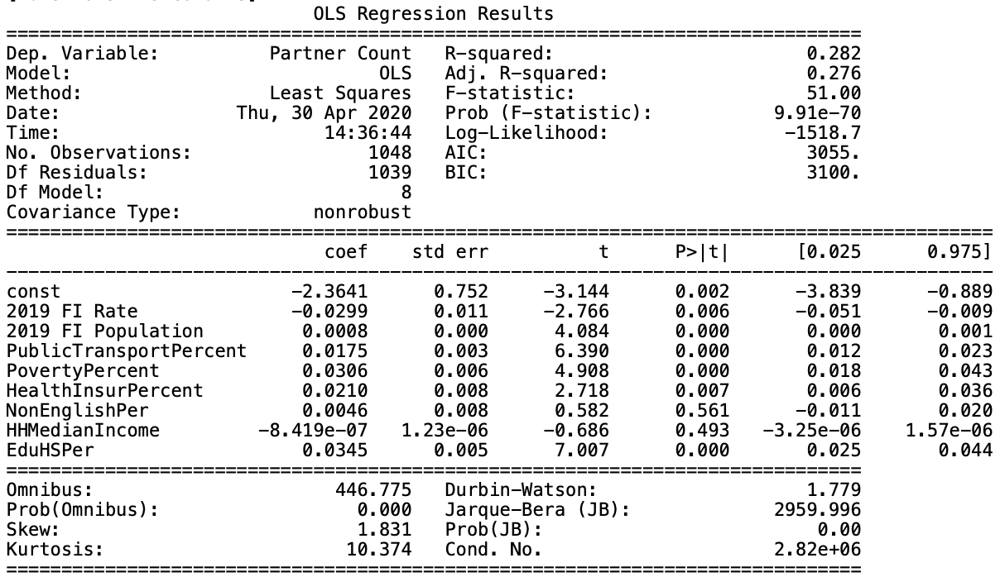 OLS Regression Results
==============================================================================
Dep. Variable: Partner Count R-squared: 0.282
Model: OLS Adj. R-squared: 0.276
Method: Least Squares F-statistic: 51.00
Date: Thu, 30 Apr 2020 Prob (F-statistic): 9.91e-70
Time: 14:36:44 Log-Likelihood: -1518.7
No. Observations: 1048 AIC: 3055.
Df Residuals: 1039 BIC: 3100.
Df Model: 8
Covariance Type: nonrobust
==========================================================================================
coef std err t P>|t| [0.025 0.975]
------------------------------------------------------------------------------------------
const -2.3641 0.752 -3.144 0.002 -3.839 -0.889
2019 FI Rate -0.0299 0.011 -2.766 0.006 -0.051 -0.009
2019 FI Population 0.0008 0.000 4.084 0.000 0.000 0.001
PublicTransportPercent 0.0175 0.003 6.390 0.000 0.012 0.023
PovertyPercent 0.0306 0.006 4.908 0.000 0.018 0.043
HealthInsurPercent 0.0210 0.008 2.718 0.007 0.006 0.036
NonEnglishPer 0.0046 0.008 0.582 0.561 -0.011 0.020
HHMedianIncome -8.419e-07 1.23e-06 -0.686 0.493 -3.25e-06 1.57e-06
EduHSPer 0.0345 0.005 7.007 0.000 0.025 0.044
==============================================================================
Omnibus: 446.775 Durbin-Watson: 1.779
Prob(Omnibus): 0.000 Jarque-Bera (JB): 2959.996
Skew: 1.831 Prob(JB): 0.00
Kurtosis: 10.374 Cond. No. 2.82e+06
==============================================================================